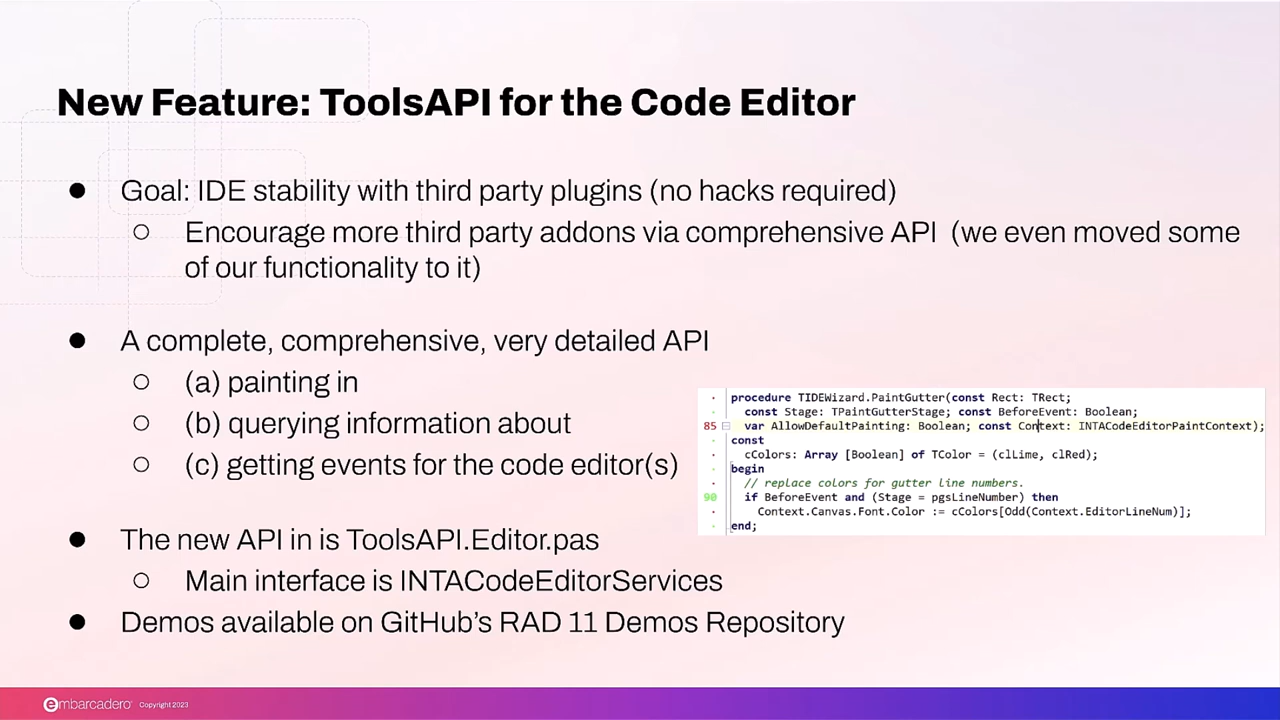 New Feature: ToolsAPI for the Code Editor
● Goal: IDE stability with third party plugins (no hacks required)
○ Encourage more third party addons via comprehensive API (we even moved some
of our functionality to it)
● A complete, comprehensive, very detailed API
○ (a) painting in
○ (b) querying information about
○ (c) getting events for the code editor(s)
procedure TIDEWizard.PaintGutter(const Rect: TRect;
const Stage: TPaintGutterStage; const BeforeEvent: Boolean;
85 var AllowDefaultPainting: Boolean; const Context: INTACodeEditorPaintContext);
const
cColors: Array [Boolean] of TColor = (clLime, clRed);
begin
// replace colors for gutter line numbers.
90 if BeforeEvent and (Stage = pgsLineNumber) then
Context.Canvas.Font.Color := cColors[Odd(Context.EditorLineNum)];
end;
● The new API in is ToolsAPI.Editor.pas
○ Main interface is INTACodeEditorServices
● Demos available on GitHub’s RAD 11 Demos Repository
embarcadero Copyright 2023